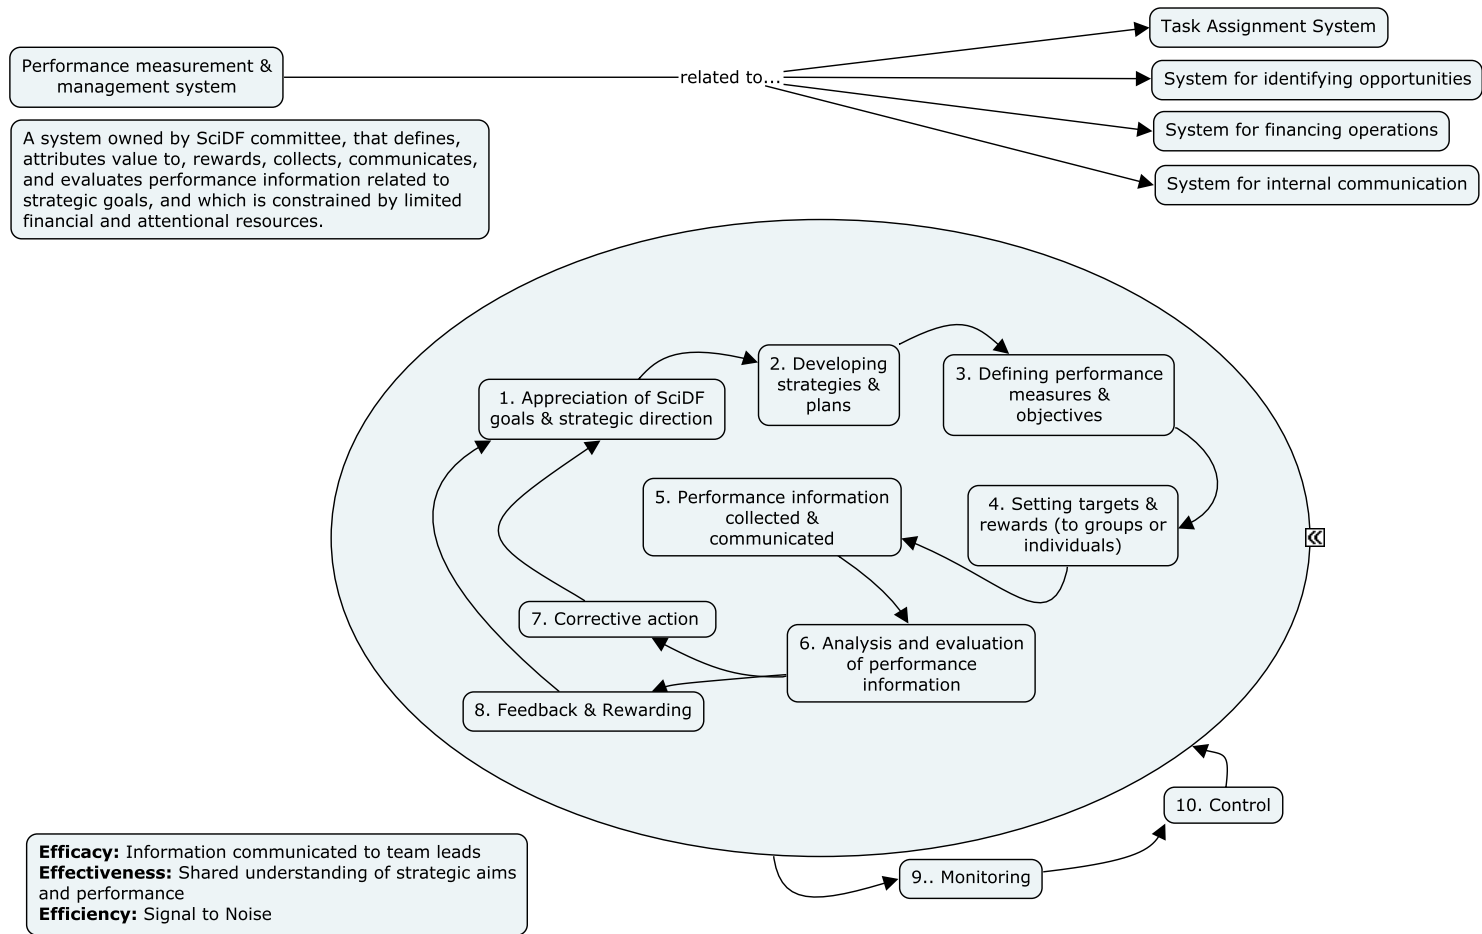 Performance measurement &
management system
related to...
Task Assignment System
System for identifying opportunities
System for financing operations
System for internal communication
A system owned by SciDF committee, that defines,
attributes value to, rewards, collects, communicates,
and evaluates performance information related to
strategic goals, and which is constrained by limited
financial and attentional resources.
1. Appreciation of SciDF
goals & strategic direction
2. Developing
strategies &
plans
3. Defining performance
measures &
objectives
4. Setting targets &
rewards (to groups or
individuals)
5. Performance information
collected &
communicated
6. Analysis and evaluation
of performance
information
7. Corrective action
8. Feedback & Rewarding
9.. Monitoring
10. Control
Efficacy: Information communicated to team leads
Effectiveness: Shared understanding of strategic aims
and performance
Efficiency: Signal to Noise